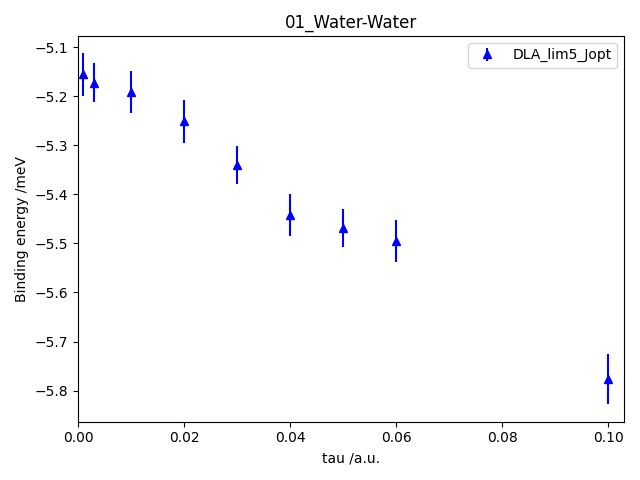 01_Water-Water
DLA_lim5_Jopt
Binding energy /meV
−5.1
−5.2
−5.3
−5.4
−5.5
−5.6
−5.7
−5.8
0.00 0.02 0.04 0.06 0.08 0.10
tau /a.u.